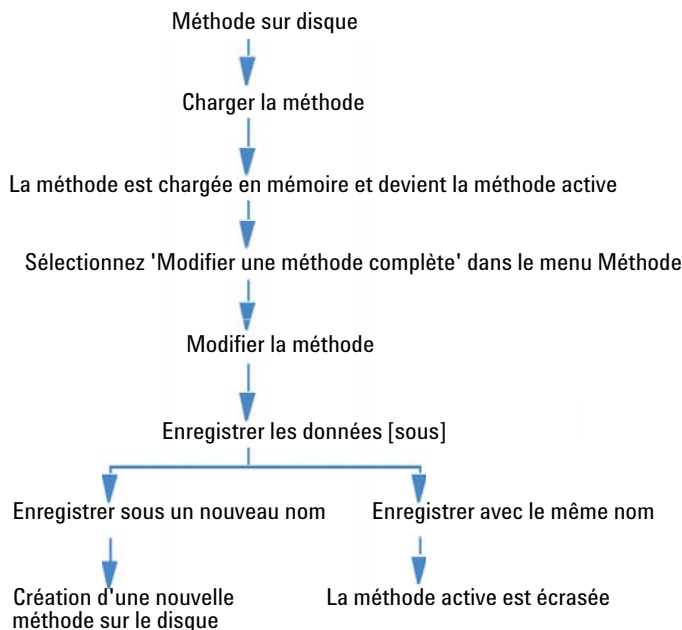 Méthode sur disque
Charger la méthode
La méthode est chargée en mémoire et devient la méthode active
Sélectionnez 'Modifier une méthode complète' dans le menu Méthode
Modifier la méthode
Enregistrer les données [sous]
Enregistrer sous un nouveau nom
Enregistrer avec le même nom
Création d'une nouvelle
méthode sur le disque
La méthode active est écrasée